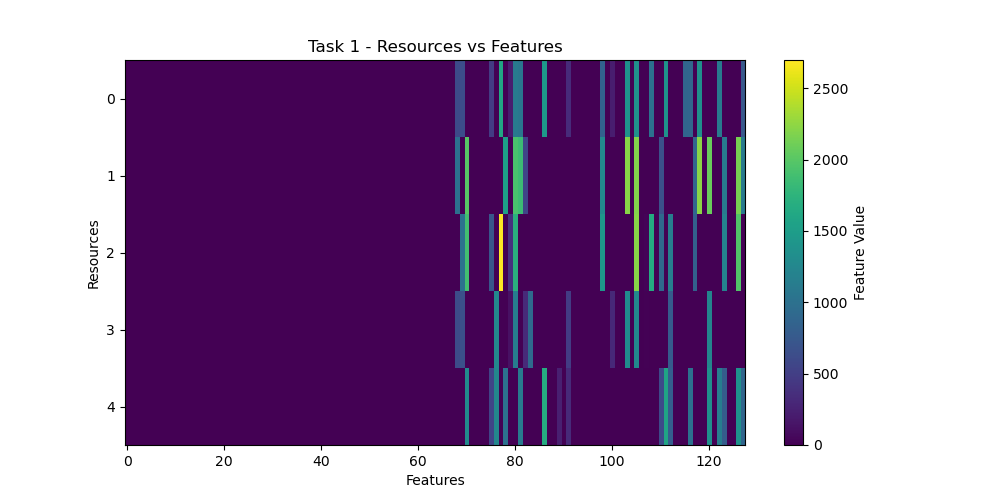 Task 1 - Resources vs Features
Resources
0
1
2
3
4
0 20 40 60 80 100 120
Features
2500
2000
1500
1000
500
0
Feature Value